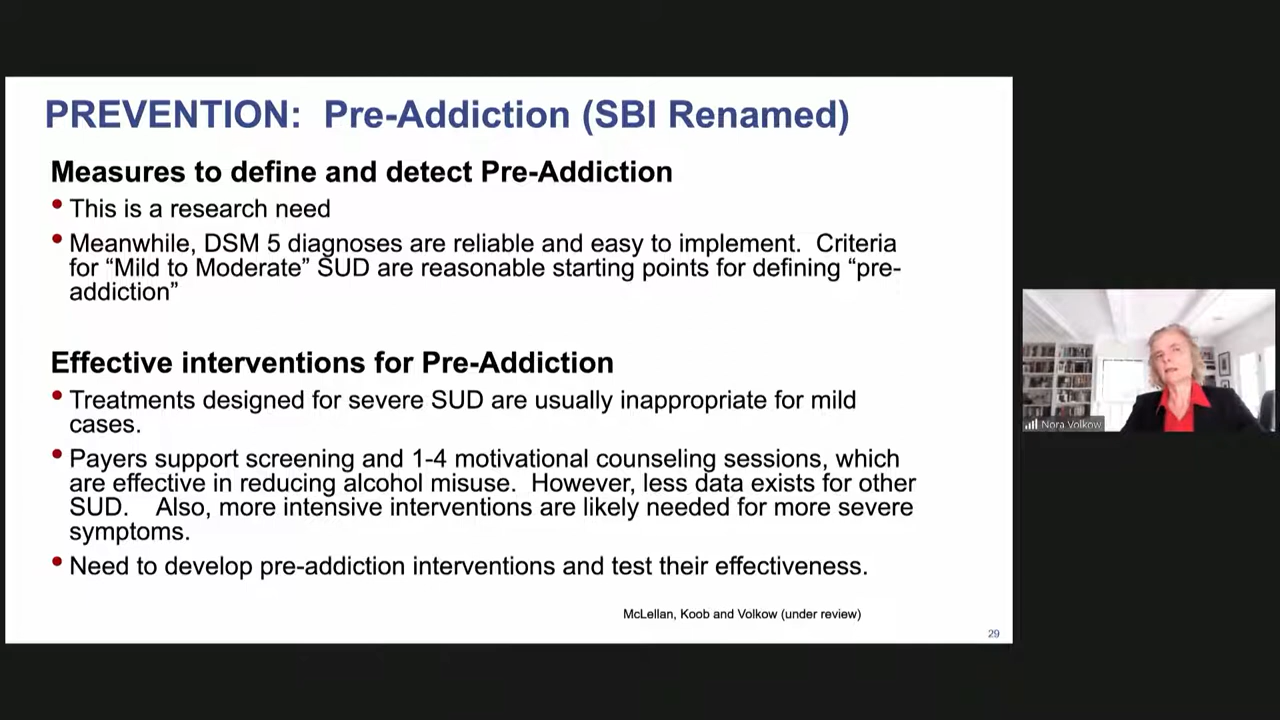 PREVENTION: Pre-Addiction (SBI Renamed)
Measures to define and detect Pre-Addiction
• This is a research need
• Meanwhile, DSM 5 diagnoses are reliable and easy to implement. Criteria
for “Mild to Moderate” SUD are reasonable starting points for defining “pre-
addiction”
Effective interventions for Pre-Addiction
• Treatments designed for severe SUD are usually inappropriate for mild
cases.
• Payers support screening and 1-4 motivational counseling sessions, which
are effective in reducing alcohol misuse. However, less data exists for other
SUD. Also, more intensive interventions are likely needed for more severe
symptoms.
• Need to develop pre-addiction interventions and test their effectiveness.
McLellan, Koob and Volkow (under review)
29
Nora Volkow